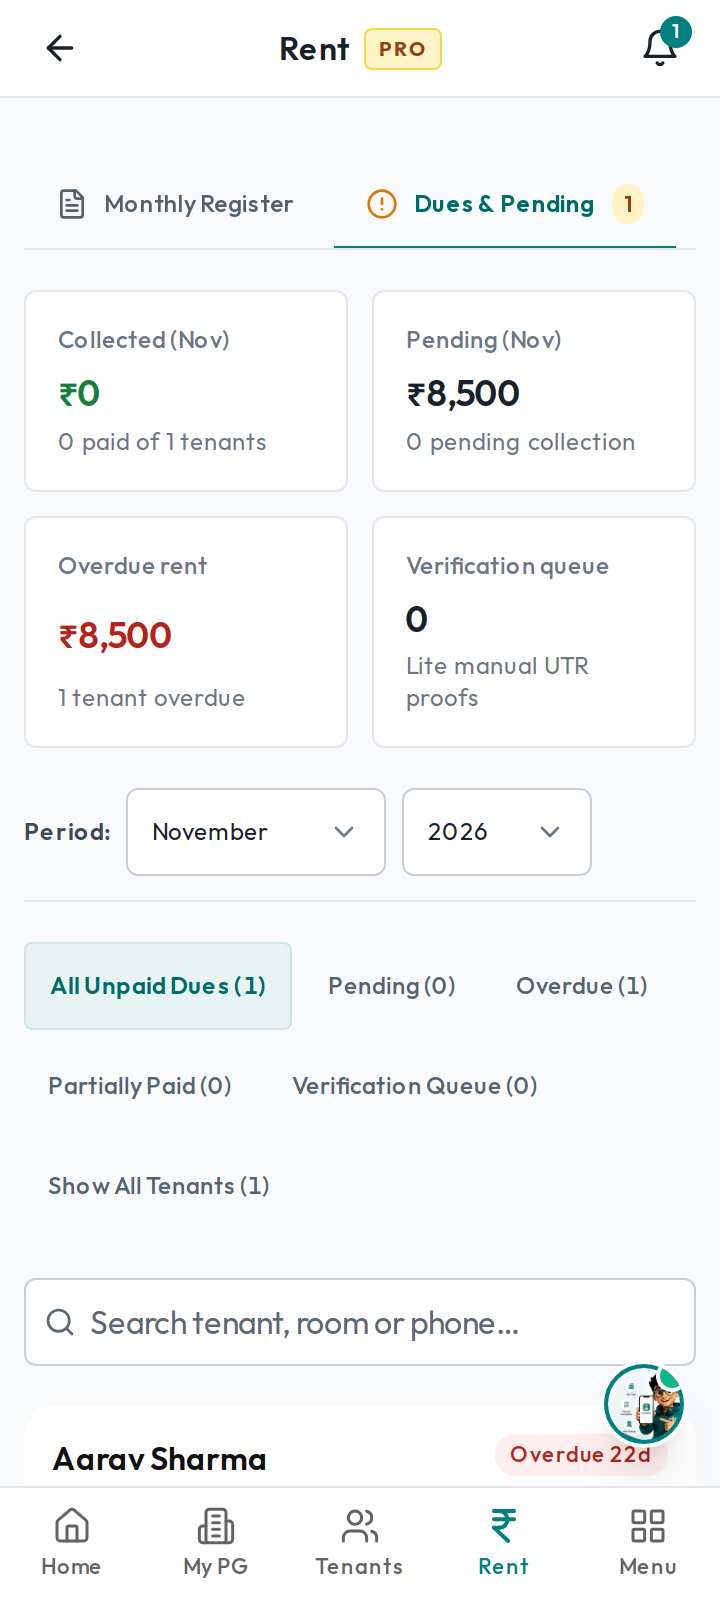 Rent PRO 1
Monthly Register Dues & Pending 1
Collected (Nov)
₹0
0 paid of 1 tenants
Pending (Nov)
₹8,500
0 pending collection
Overdue rent
₹8,500
1 tenant overdue
Verification queue
0
Lite manual UTR
proofs
Period: November 2026
All Unpaid Dues (1) Pending (0) Overdue (1)
Partially Paid (0) Verification Queue (0)
Show All Tenants (1)
Search tenant, room or phone...
Aarav Sharma Overdue 22d
Home My PG Tenants Rent Menu